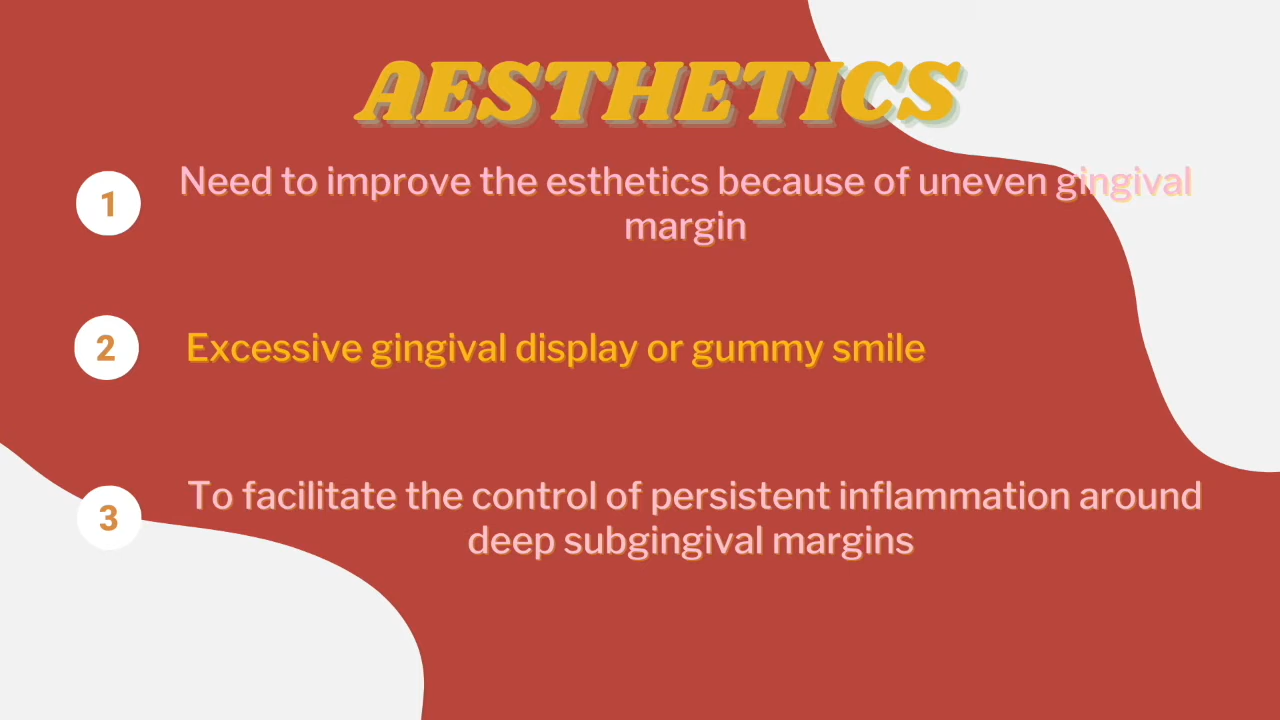 AESTHETICS
1
Need to improve the esthetics because of uneven gingival
margin
2
Excessive gingival display or gummy smile
3
To facilitate the control of persistent inflammation around
deep subgingival margins